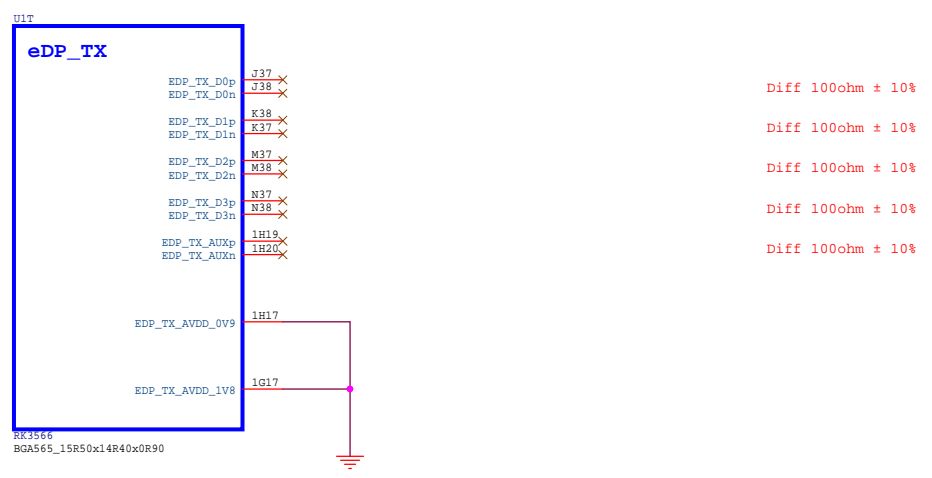 U1T
eDP_TX
EDP_TX_D0p J37
EDP_TX_D0n J38
Diff 100ohm ± 10%
EDP_TX_D1p K38
EDP_TX_D1n K37
Diff 100ohm ± 10%
EDP_TX_D2p M37
EDP_TX_D2n M38
Diff 100ohm ± 10%
EDP_TX_D3p N37
EDP_TX_D3n N38
Diff 100ohm ± 10%
EDP_TX_AUXp 1H19
EDP_TX_AUXn 1H20
Diff 100ohm ± 10%
EDP_TX_AVDD_0V9 1H17
EDP_TX_AVDD_1V8 1G17
RK3566
BGA565_15R50x14R40x0R90